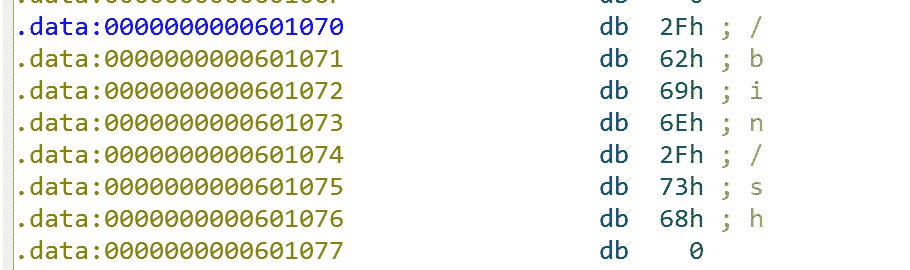 .data:0000000000601070 db 2Fh ; /
.data:0000000000601071 db 62h ; b
.data:0000000000601072 db 69h ; i
.data:0000000000601073 db 6Eh ; n
.data:0000000000601074 db 2Fh ; /
.data:0000000000601075 db 73h ; s
.data:0000000000601076 db 68h ; h
.data:0000000000601077 db 0